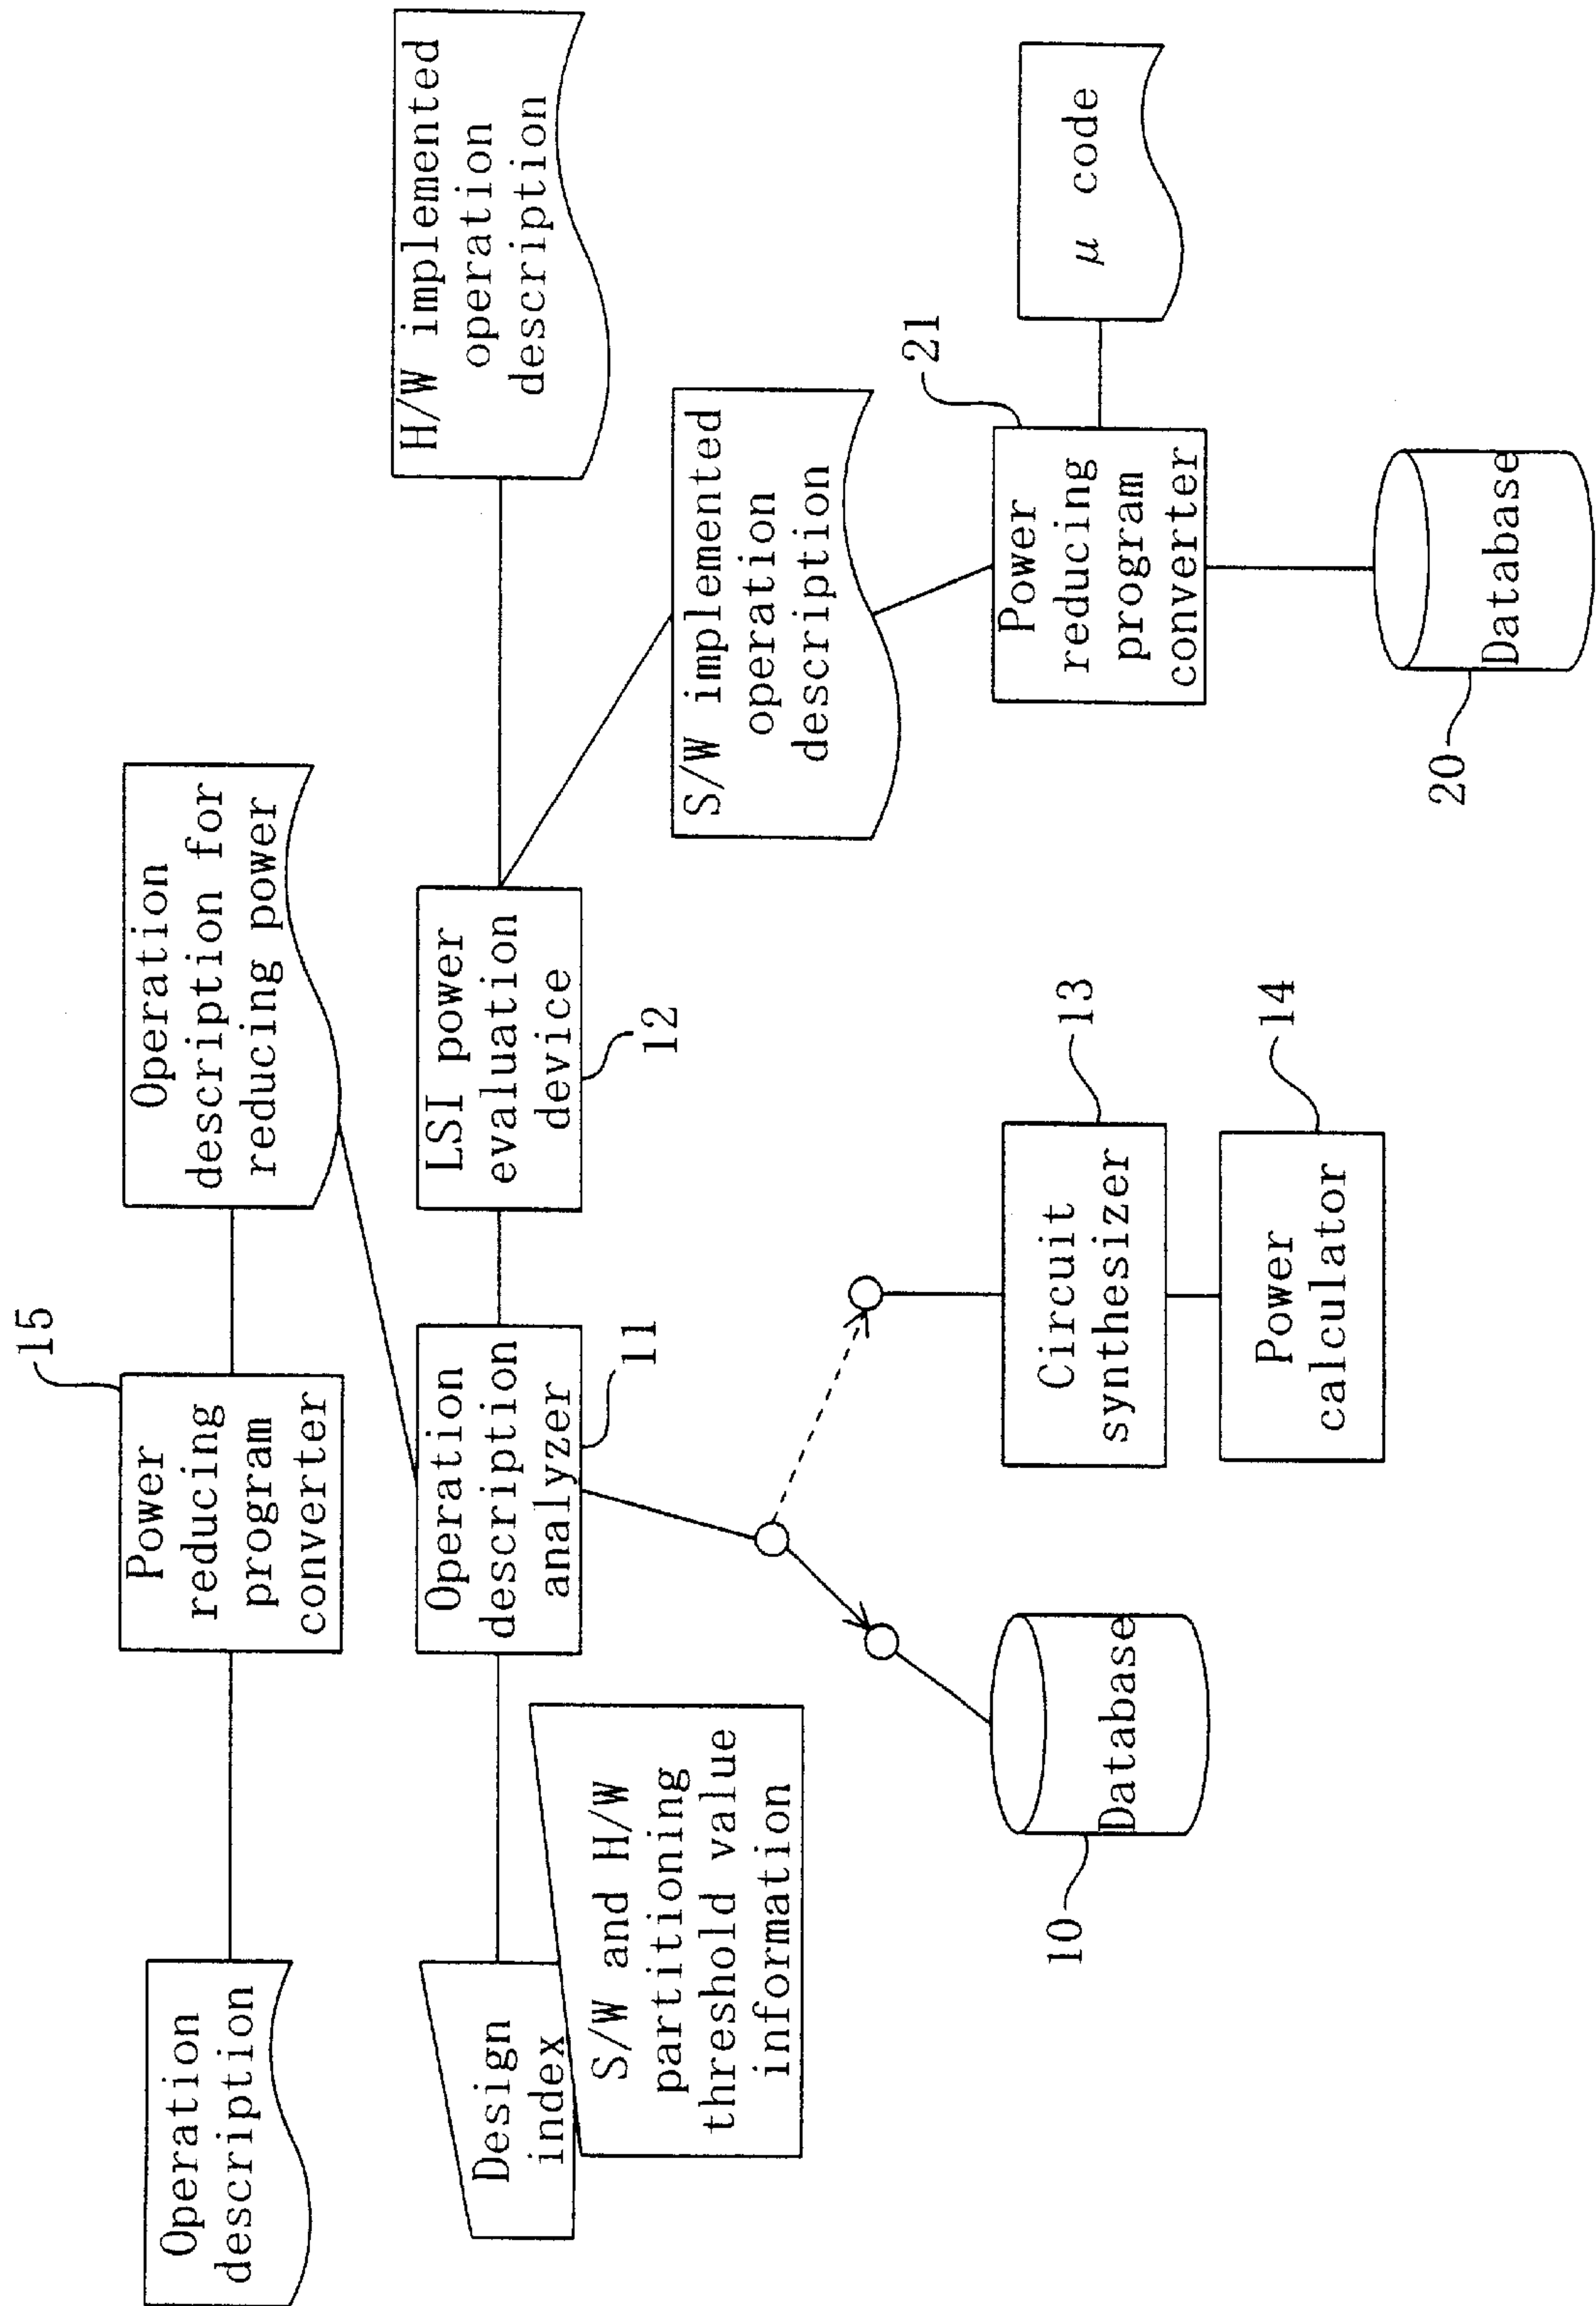 Operation
description
15
Power
reducing
program
converter
Operation
description for
reducing power
Design
index
S/W and H/W
partitioning
threshold value
information
Operation
description
analyzer
11
LSI power
evaluation
device
12
H/W implemented
operation
description
S/W implemented
operation
description
10
Database
Circuit
synthesizer
13
Power
calculator
14
Power
reducing
program
converter
21
μ code
20
Database